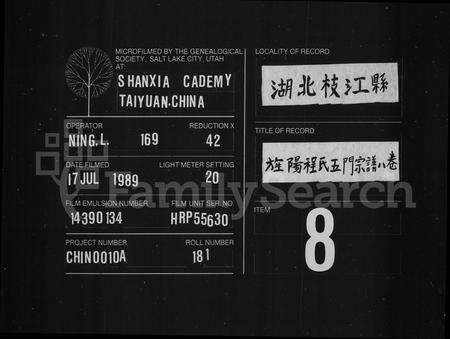 MICROFILMED BY THE GENEALOGICAL
SOCIETY, SALT LAKE CITY, UTAH
AT:
SHANXIA CADEMY
TAIYUAN.CHINA
OPERATOR
NING.L. 169
REDUCTION X
42
DATE FILMED
17 JUL 1989
LIGHT METER SETTING
20
FILM EMULSION NUMBER
14390134
FILM UNIT SER. NO
HRP55630
PROJECT NUMBER
CHIN0010A
ROLL NUMBER
181
LOCALITY OF RECORD
湖北枝江縣
TITLE OF RECORD
旌陽程氏五門宗譜八卷
ITEM
8
FamilySearch